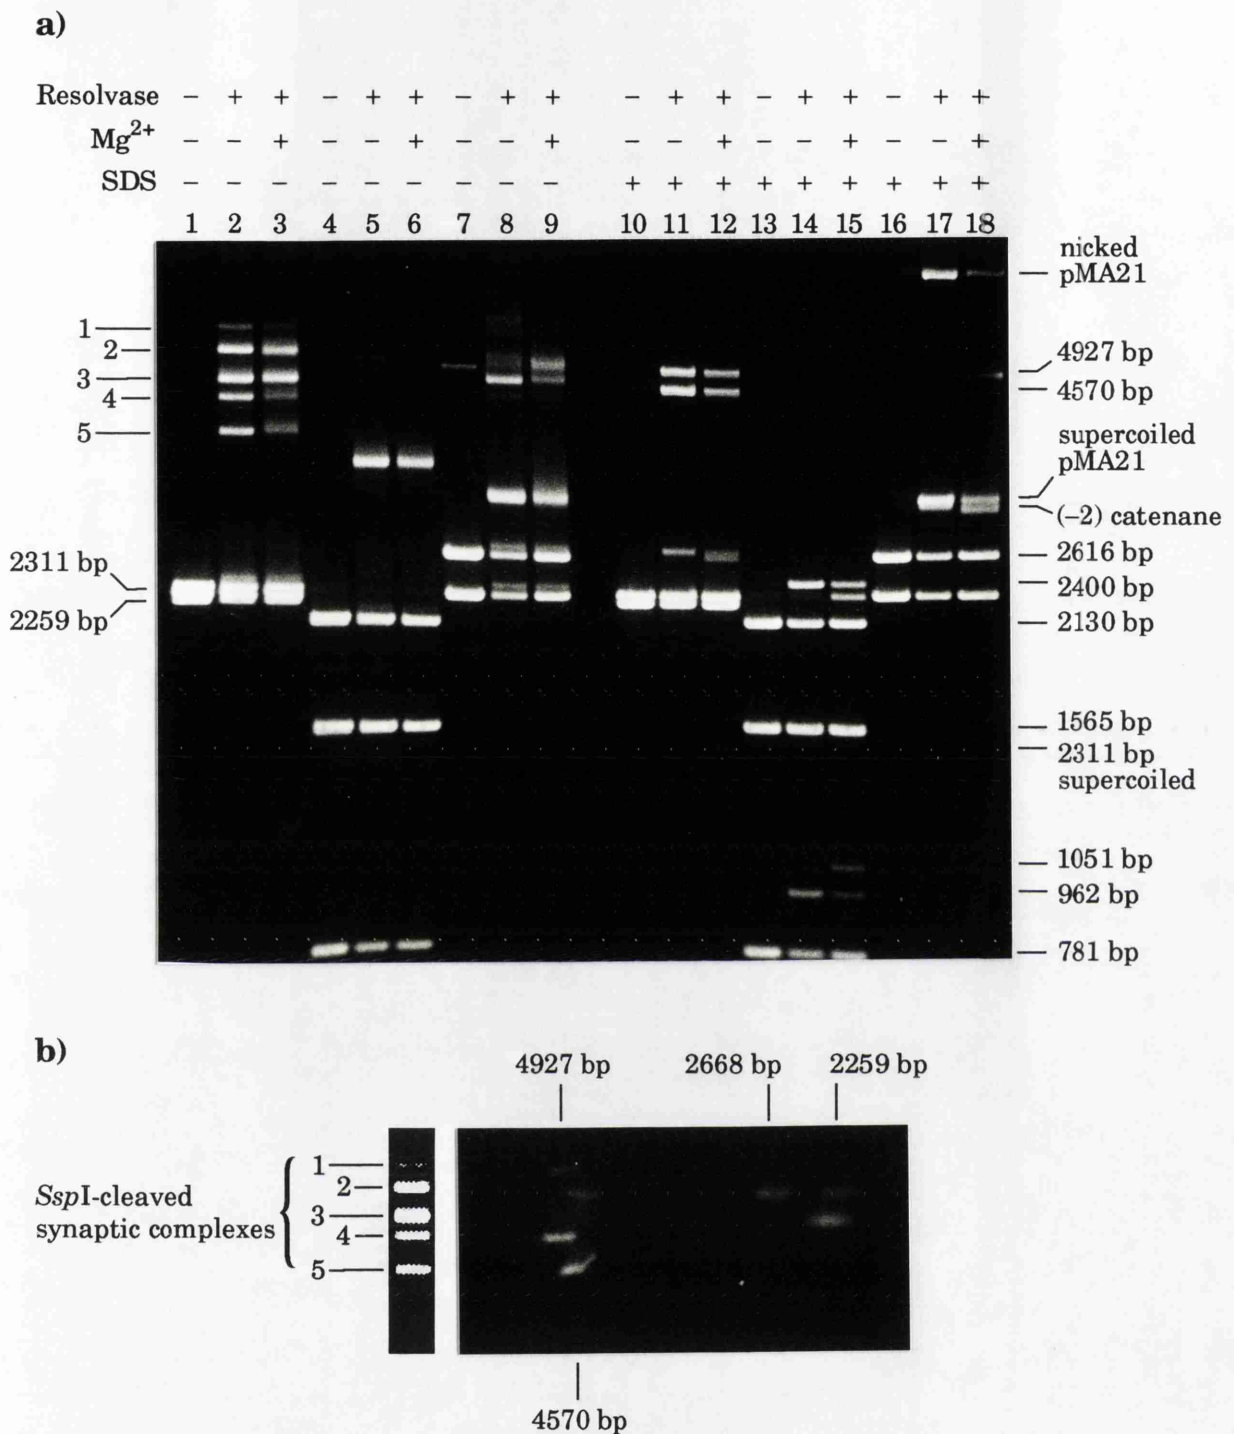 a)
Resolvase − + + − + + − + + − + + − + + − + +
Mg2+ − − + − − + − − + − − + − − + − − +
SDS − − − − − − − − − + + + + + + + + +
1 2 3 4 5 6 7 8 9 10 11 12 13 14 15 16 17 18
nicked
pMA21
1
2
3
4
5
4927 bp
4570 bp
supercoiled
pMA21
(−2) catenane
2616 bp
2311 bp
2400 bp
2259 bp
2130 bp
1565 bp
2311 bp
supercoiled
1051 bp
962 bp
781 bp
b)
4927 bp 2668 bp 2259 bp
SspI-cleaved
synaptic complexes
1
2
3
4
5
4570 bp